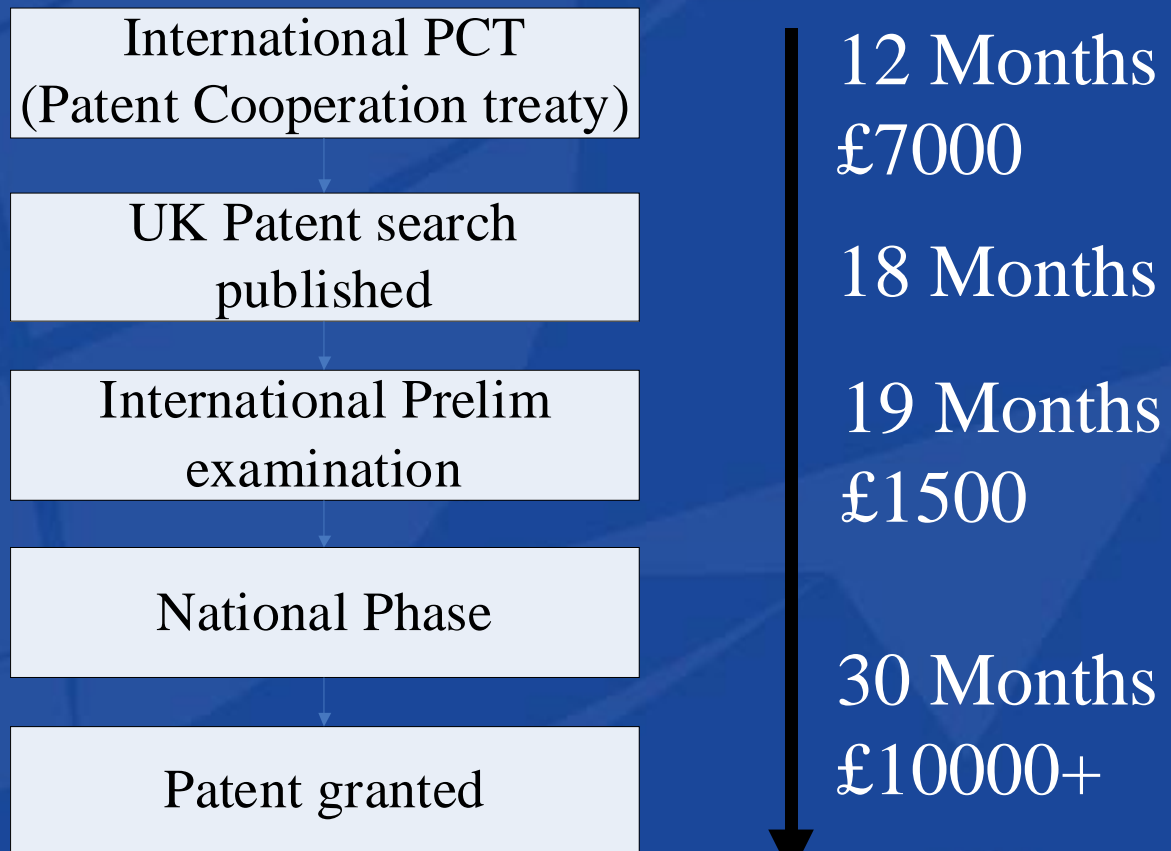 International PCT
(Patent Cooperation treaty)
12 Months
£7000
UK Patent search
published
18 Months
International Prelim
examination
19 Months
£1500
National Phase
30 Months
£10000+
Patent granted